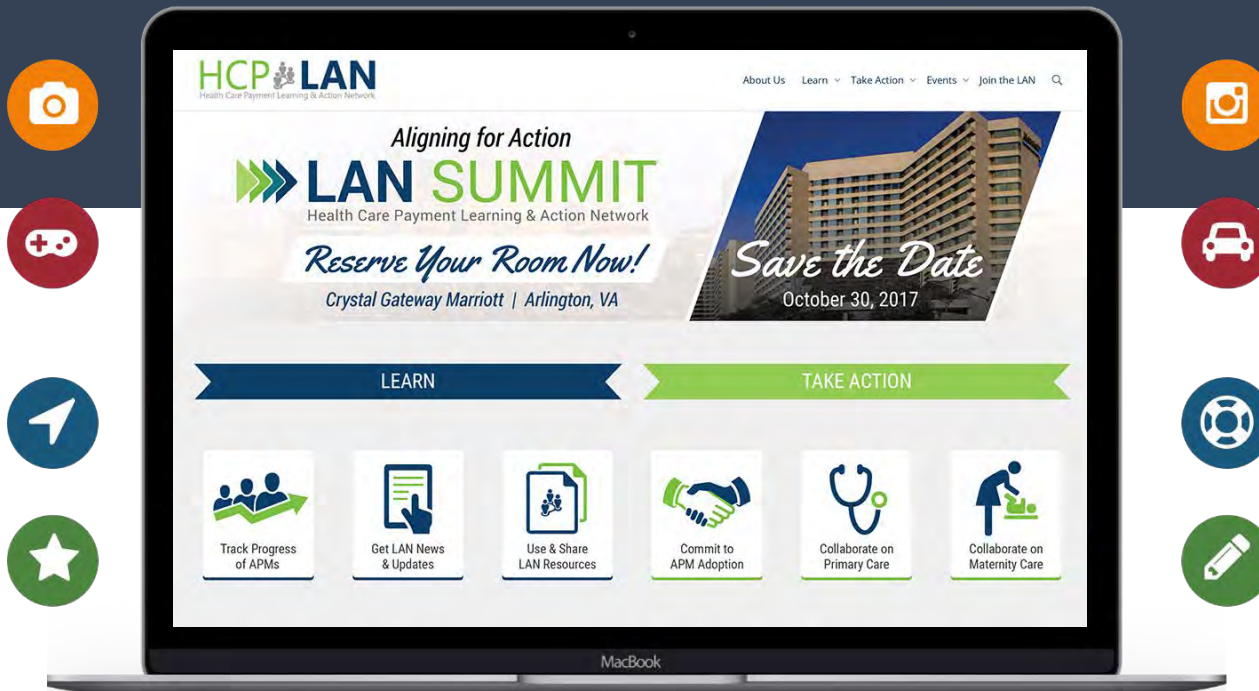 HCP LAN
Health Care Payment Learning & Action Network
About Us Learn Take Action Events Join the LAN
Aligning for Action
LAN SUMMIT
Health Care Payment Learning & Action Network
Reserve Your Room Now!
Crystal Gateway Marriott | Arlington, VA
Save the Date
October 30, 2017
LEARN
TAKE ACTION
Track Progress
of APMs
Get LAN News
& Updates
Use & Share
LAN Resources
Commit to
APM Adoption
Collaborate on
Primary Care
Collaborate on
Maternity Care
MacBook